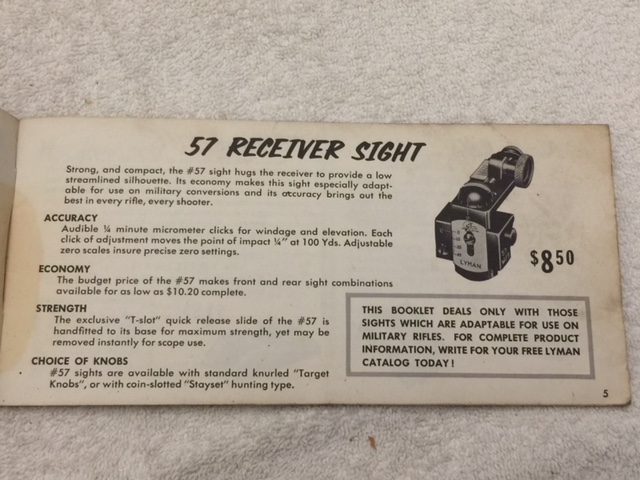 57 RECEIVER SIGHT
Strong, and compact, the #57 sight hugs the receiver to provide a low
streamlined silhouette. Its economy makes this sight especially adapt-
able for use on military conversions and its accuracy brings out the
best in every rifle, every shooter.
ACCURACY
Audible ¼ minute micrometer clicks for windage and elevation. Each
click of adjustment moves the point of impact ¼" at 100 Yds. Adjustable
zero scales insure precise zero settings.
ECONOMY
The budget price of the #57 makes front and rear sight combinations
available for as low as $10.20 complete.
STRENGTH
The exclusive "T-slot" quick release slide of the #57 is
handfitted to its base for maximum strength, yet may be
removed instantly for scope use.
CHOICE OF KNOBS
#57 sights are available with standard knurled "Target
Knobs", or with coin-slotted "Stayset" hunting type.
LYMAN
$8.50
THIS BOOKLET DEALS ONLY WITH THOSE
SIGHTS WHICH ARE ADAPTABLE FOR USE ON
MILITARY RIFLES. FOR COMPLETE PRODUCT
INFORMATION, WRITE FOR YOUR FREE LYMAN
CATALOG TODAY!
5